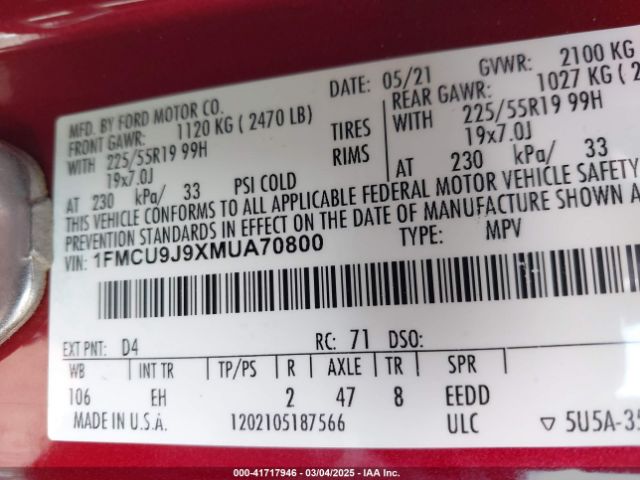 MFD. BY FORD MOTOR CO. DATE: 05/21 GVWR: 2100 KG
FRONT GAWR: 1120 KG ( 2470 LB) REAR GAWR: 1027 KG ( 2
WITH 225/55R19 99H TIRES WITH 225/55R19 99H
19x7.0J RIMS 19x7.0J
AT 230 kPa/ 33 PSI COLD AT 230 kPa/ 33
THIS VEHICLE CONFORMS TO ALL APPLICABLE FEDERAL MOTOR VEHICLE SAFETY
PREVENTION STANDARDS IN EFFECT ON THE DATE OF MANUFACTURE SHOWN A
VIN: 1FMCU9J9XMUA70800 TYPE: MPV
EXT PNT: D4 RC: 71 DSO:
WB INT TR TP/PS R AXLE TR SPR
106 EH 2 47 8 EEDD
MADE IN U.S.A. 1202105187566 ULC ▽ 5U5A-35
000-41717946 - 03/04/2025 - IAA Inc.